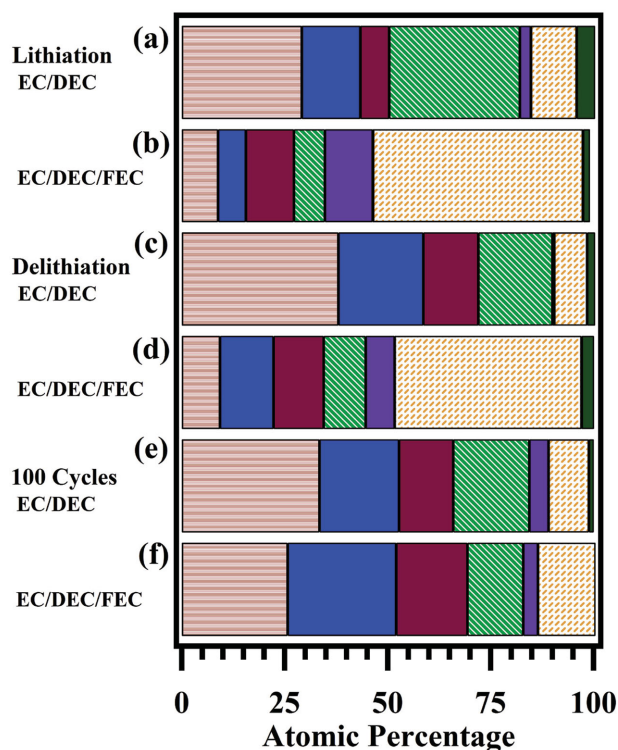 (a)
Lithiation
EC/DEC
(b)
EC/DEC/FEC
(c)
Delithiation
EC/DEC
(d)
EC/DEC/FEC
(e)
100 Cycles
EC/DEC
(f)
EC/DEC/FEC
0 25 50 75 100
Atomic Percentage